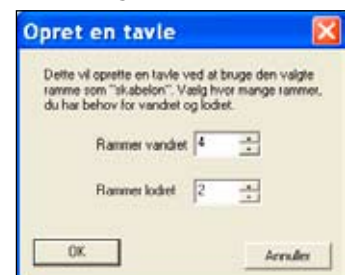 Opret en tavle
Dette vil oprette en tavle ved at bruge den valgte
ramme som "skabelon". Vælg hvor mange rammer,
du har behov for vandret og lodret.
Rammer vandret 4
Rammer lodret 2
OK Annuller